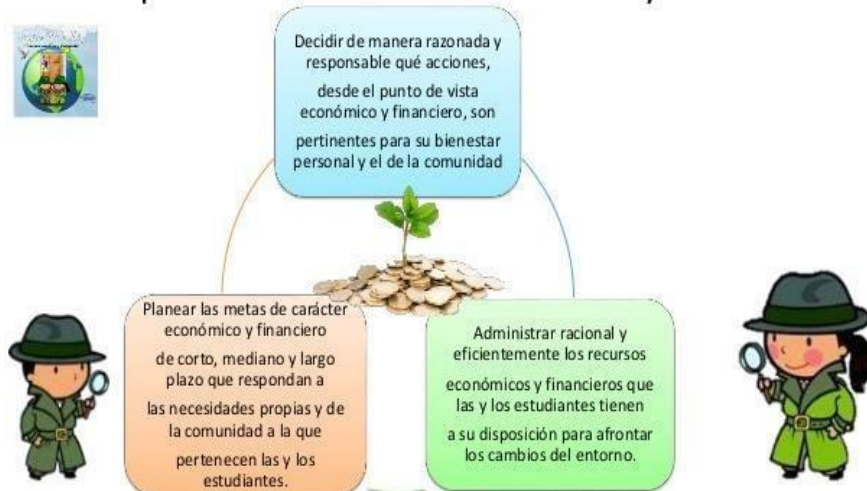 Decidir de manera razonada y
responsable qué acciones,
desde el punto de vista
económico y financiero, son
pertinentes para su bienestar
personal y el de la comunidad
Planear las metas de carácter
económico y financiero
de corto, mediano y largo
plazo que respondan a
las necesidades propias y de
la comunidad a la que
pertenecen las y los
estudiantes.
Administrar racional y
eficientemente los recursos
económicos y financieros que
las y los estudiantes tienen
a su disposición para afrontar
los cambios del entorno.